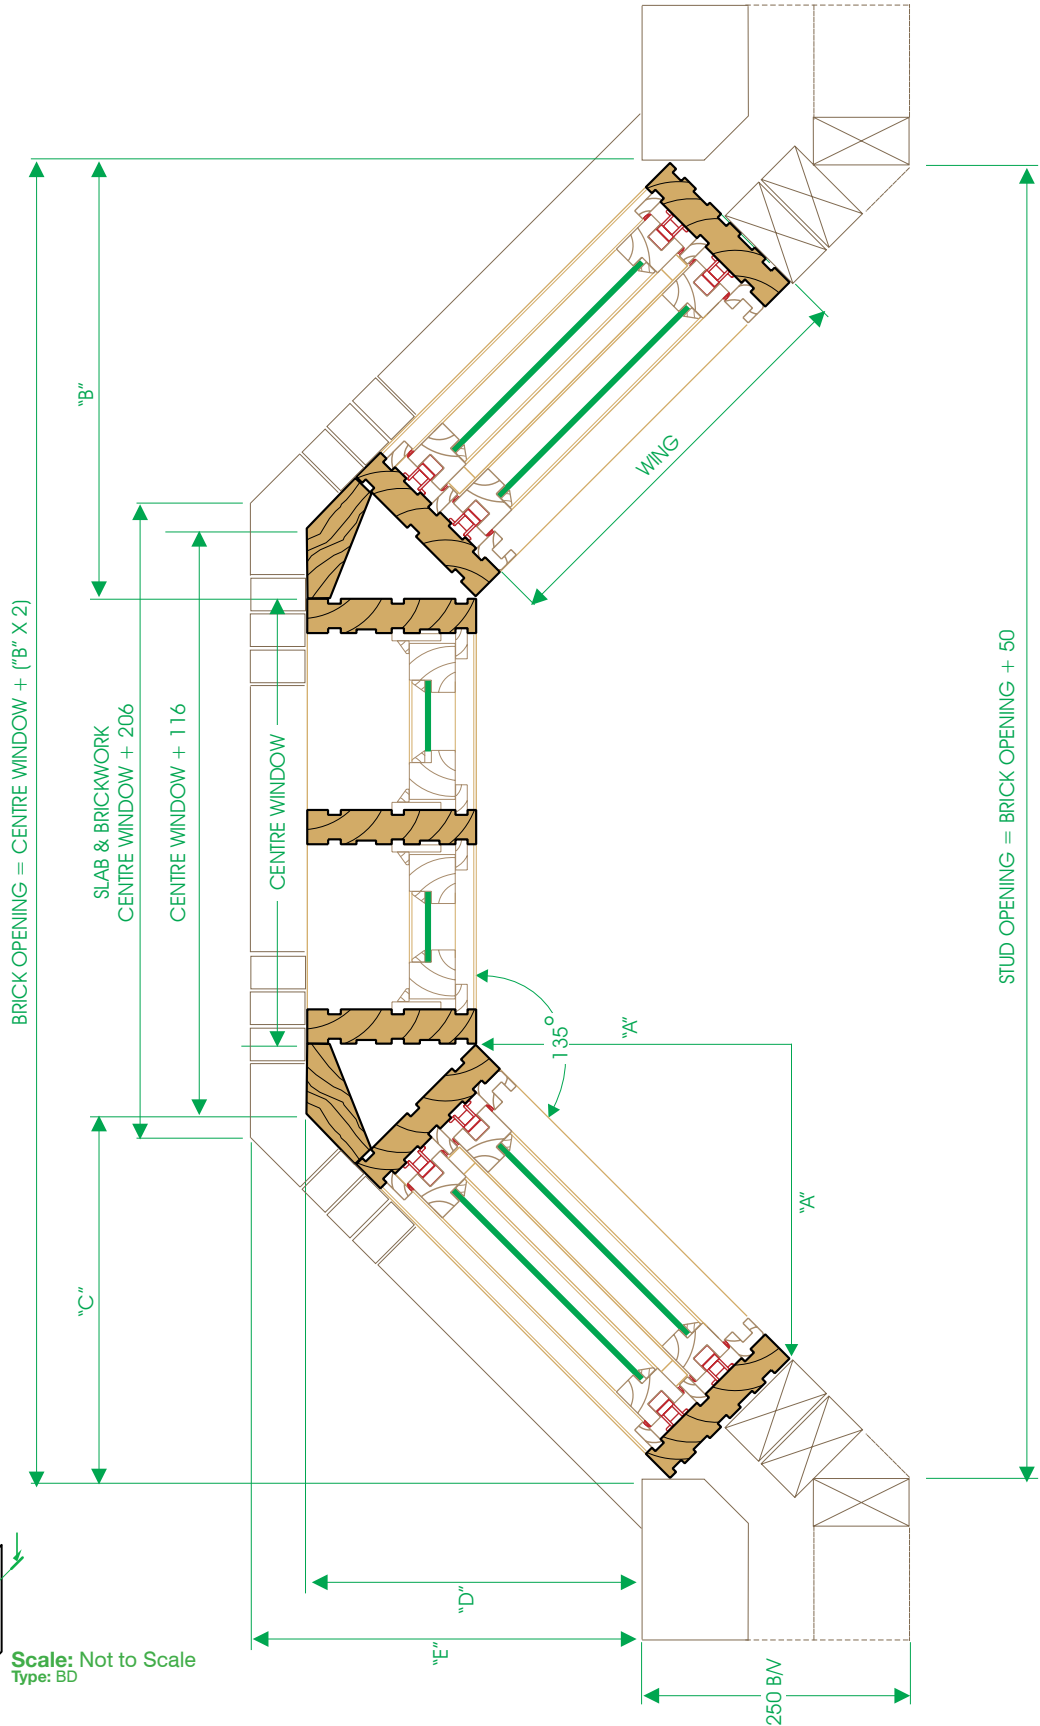 BRICK OPENING = CENTRE WINDOW + ("B" X 2)
"B"
"C"
SLAB & BRICKWORK
CENTRE WINDOW + 206
CENTRE WINDOW + 116
CENTRE WINDOW
WING
135°
"A"
"A"
STUD OPENING = BRICK OPENING + 50
"D"
"E"
250 B/V
Scale: Not to Scale
Type: BD